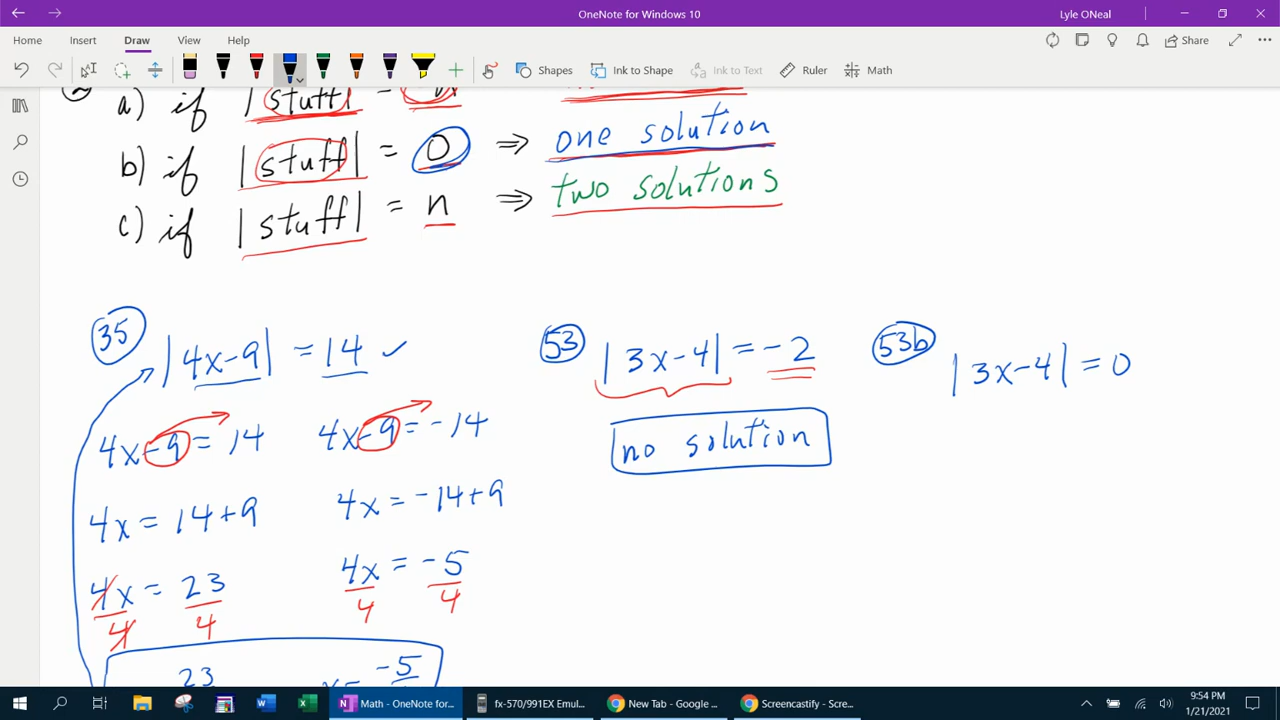 OneNote for Windows 10
Lyle ONeal
Home Insert Draw View Help
Share
Shapes Ink to Shape Ink to Text Ruler Math
a) if |stuff| =
b) if |stuff| = 0 ⇒ one solution
c) if |stuff| = n ⇒ two solutions
35 |4x-9| = 14 ✓
4x-9 = 14 4x-9 = -14
4x = 14+9 4x = -14+9
4x = 23 4x = -5
4 4 4 4
23 x = -5
53 |3x-4| = -2
no solution
53b |3x-4| = 0
Math - OneNote for... fx-570/991EX Emul... New Tab - Google ... Screencastify - Scre...
9:54 PM
1/21/2021